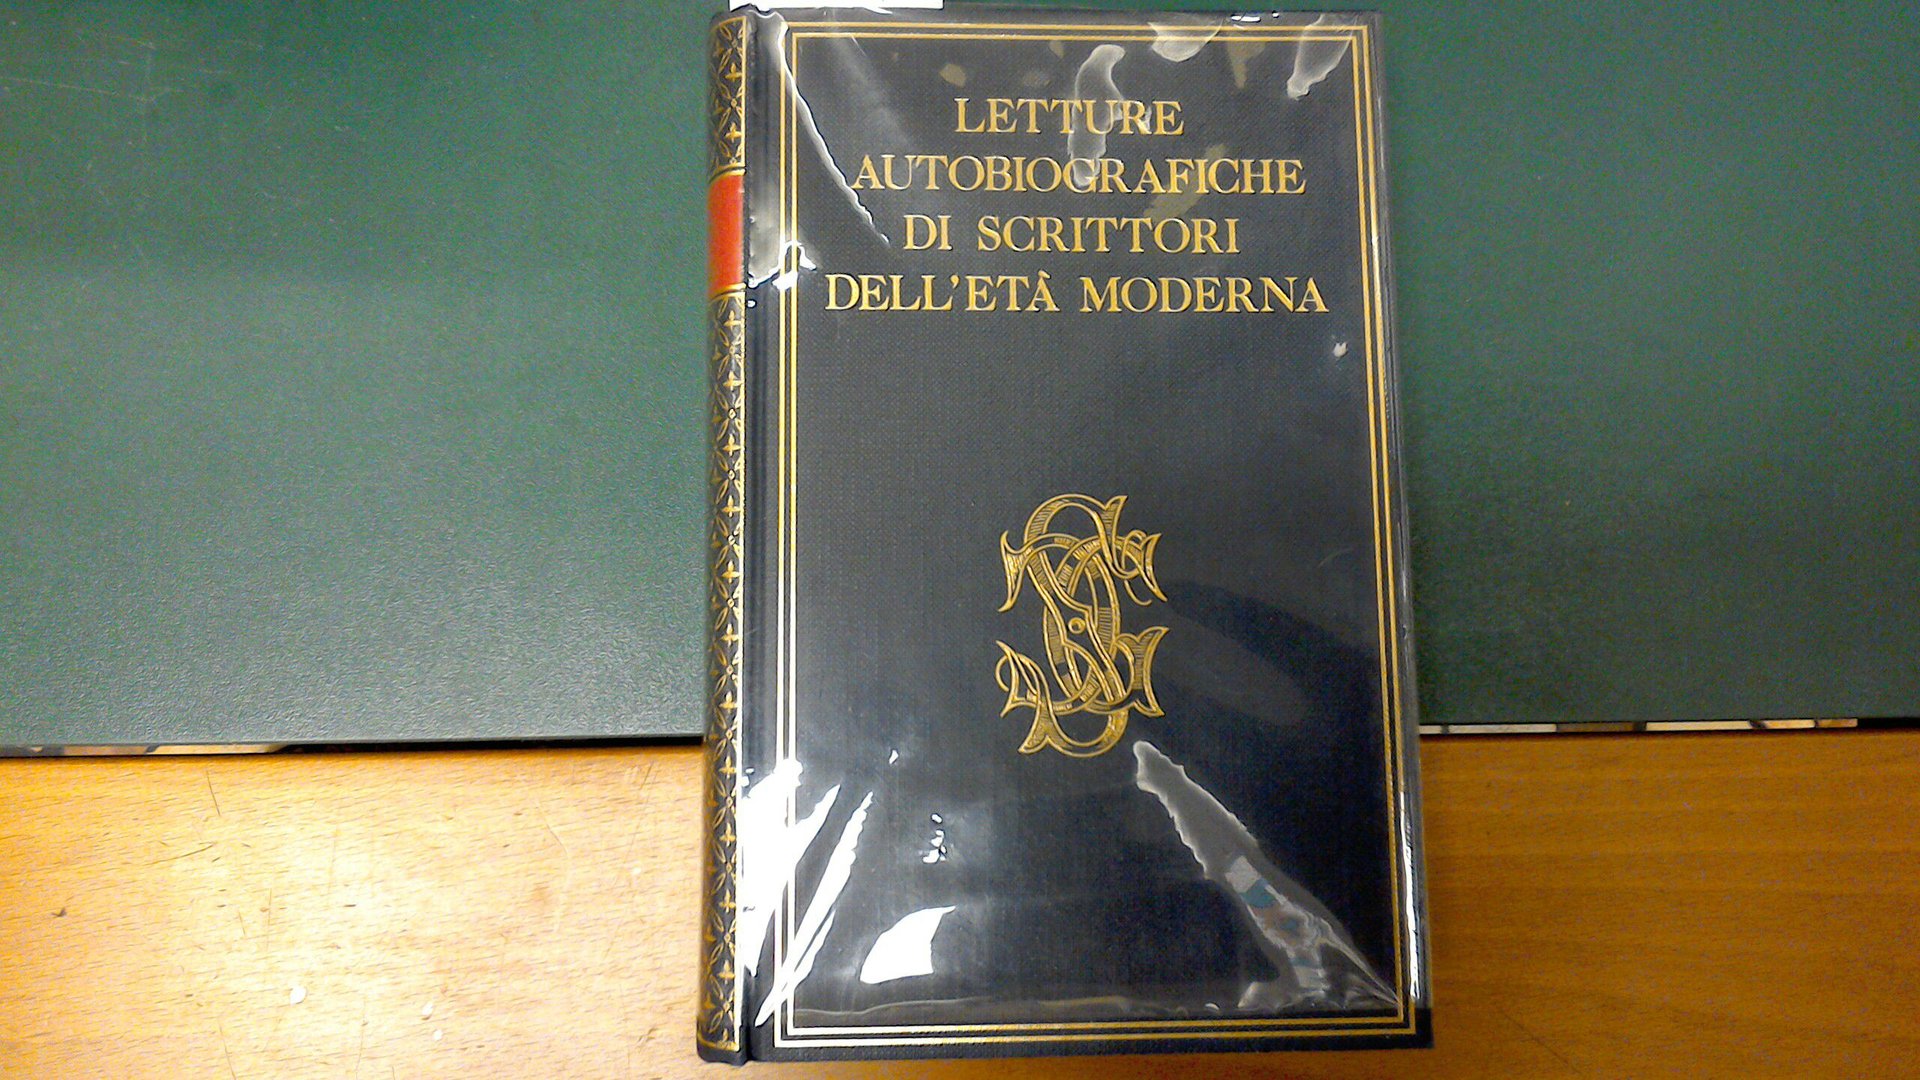 LETTURE
AUTOBIOGRAFICHE
DI SCRITTORI
DELL'ETÀ MODERNA